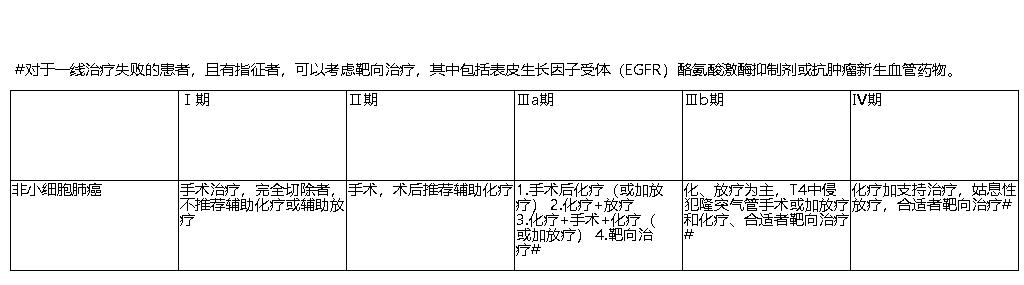 #对于一线治疗失败的患者，且有指征者，可以考虑靶向治疗，其中包括表皮生长因子受体（EGFR）酪氨酸激酶抑制剂或抗肿瘤新生血管药物。
Ⅰ期
Ⅱ期
Ⅲa期
Ⅲb期
Ⅳ期
非小细胞肺癌
手术治疗，完全切除者，
不推荐辅助化疗或辅助放
疗
手术，术后推荐辅助化疗
1.手术后化疗（或加放
疗） 2.化疗+放疗
3.化疗+手术+化疗（
或加放疗） 4.靶向治
疗#
化、放疗为主，T4中侵
犯隆突气管手术或加放疗
和化疗、合适者靶向治疗
#
化疗加支持治疗，姑息性
放疗，合适者靶向治疗#